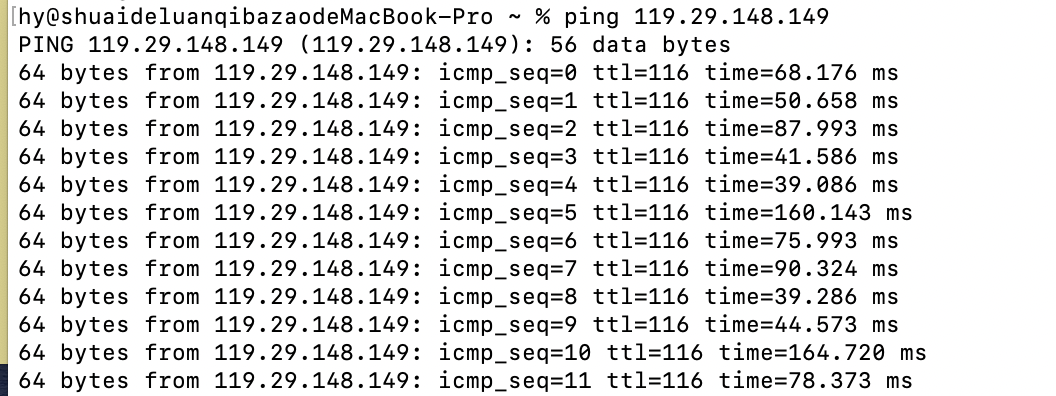 [hy@shuaideluanqibazaodeMacBook-Pro ~ % ping 119.29.148.149
PING 119.29.148.149 (119.29.148.149): 56 data bytes
64 bytes from 119.29.148.149: icmp_seq=0 ttl=116 time=68.176 ms
64 bytes from 119.29.148.149: icmp_seq=1 ttl=116 time=50.658 ms
64 bytes from 119.29.148.149: icmp_seq=2 ttl=116 time=87.993 ms
64 bytes from 119.29.148.149: icmp_seq=3 ttl=116 time=41.586 ms
64 bytes from 119.29.148.149: icmp_seq=4 ttl=116 time=39.086 ms
64 bytes from 119.29.148.149: icmp_seq=5 ttl=116 time=160.143 ms
64 bytes from 119.29.148.149: icmp_seq=6 ttl=116 time=75.993 ms
64 bytes from 119.29.148.149: icmp_seq=7 ttl=116 time=90.324 ms
64 bytes from 119.29.148.149: icmp_seq=8 ttl=116 time=39.286 ms
64 bytes from 119.29.148.149: icmp_seq=9 ttl=116 time=44.573 ms
64 bytes from 119.29.148.149: icmp_seq=10 ttl=116 time=164.720 ms
64 bytes from 119.29.148.149: icmp_seq=11 ttl=116 time=78.373 ms